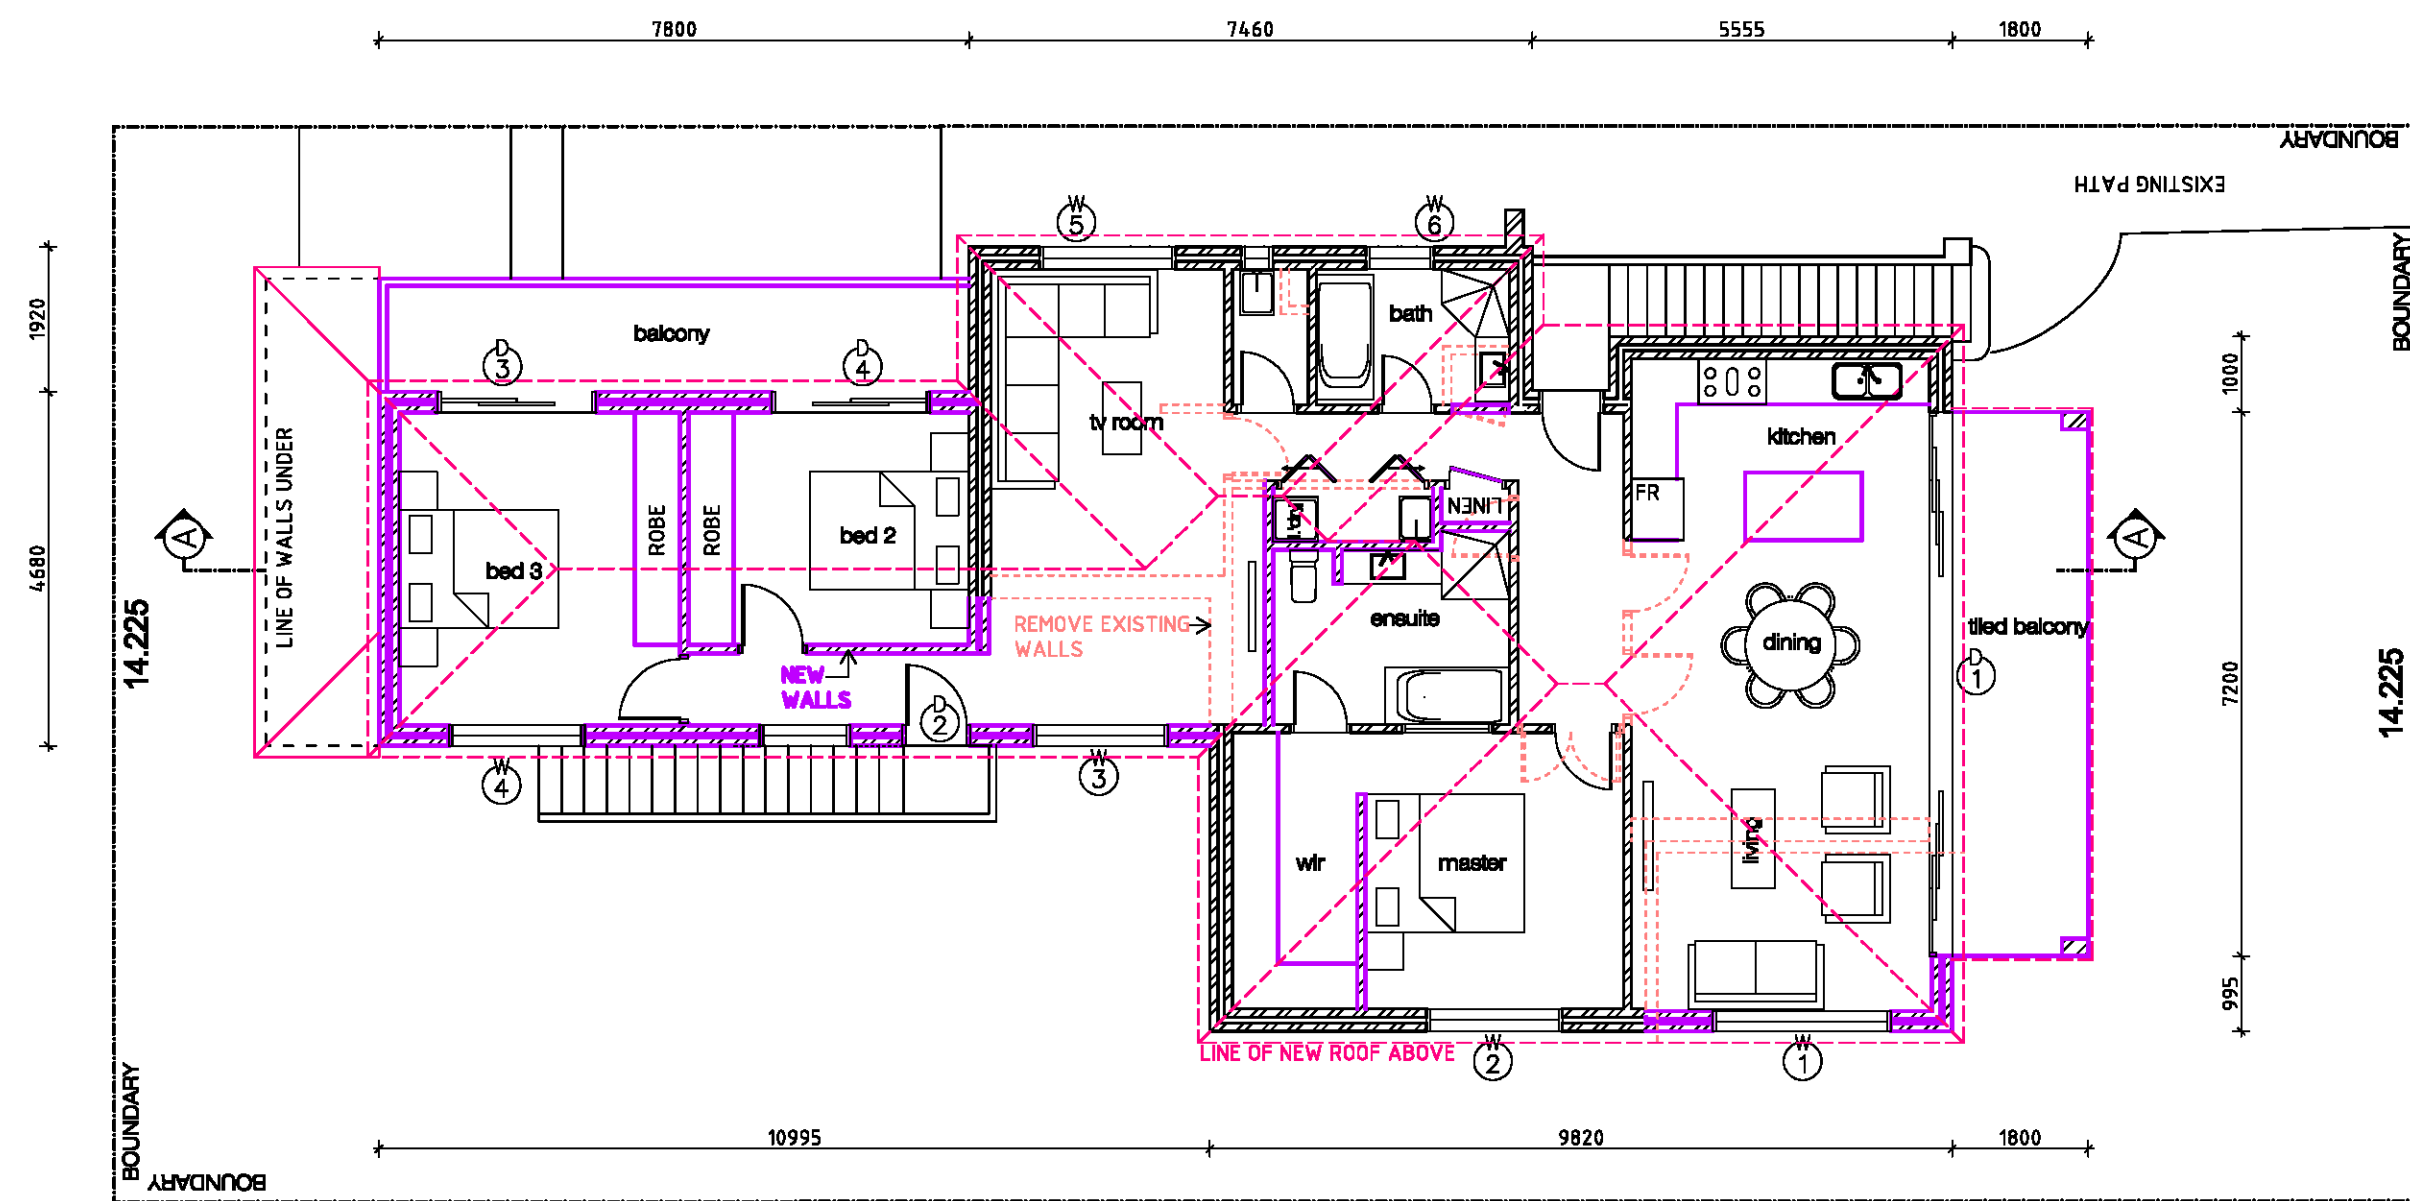 7800
7460
5555
1800
BOUNDARY
EXISTING PATH
BOUNDARY
W
5
W
6
1920
4680
1000
7200
995
balcony
D
3
D
4
bath
tv room
kitchen
FR
LINEN
LINE OF WALLS UNDER
ROBE
ROBE
bed 2
bed 3
A
A
14.225
14.225
REMOVE EXISTING
WALLS
ensuite
dining
tiled balcony
D
1
NEW
WALLS
D
2
W
4
W
3
wir
master
living
LINE OF NEW ROOF ABOVE
W
2
W
1
BOUNDARY
BOUNDARY
10995
9820
1800